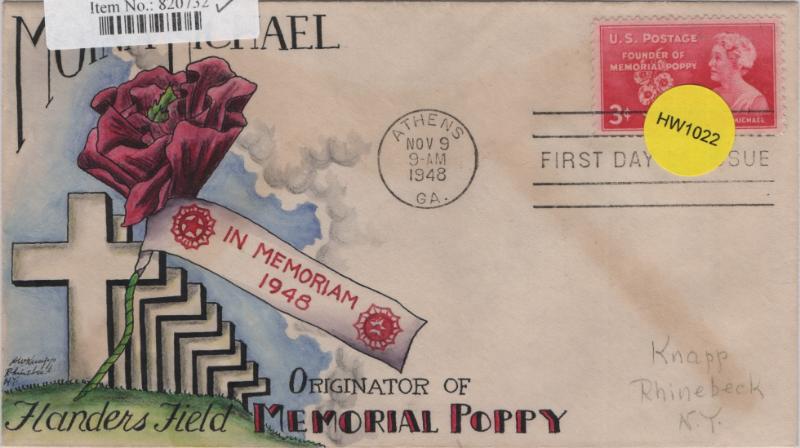 Item No.: 820732
MICHAEL
U.S. POSTAGE
FOUNDER OF
MEMORIAL POPPY
3¢
MICHAEL
HW1022
ATHENS
NOV 9
9-AM
1948
GA.
FIRST DAY
ISSUE
IN MEMORIAM
1948
Knapp
Rhinebeck
N.Y.
ORIGINATOR OF
Flanders Field MEMORIAL POPPY